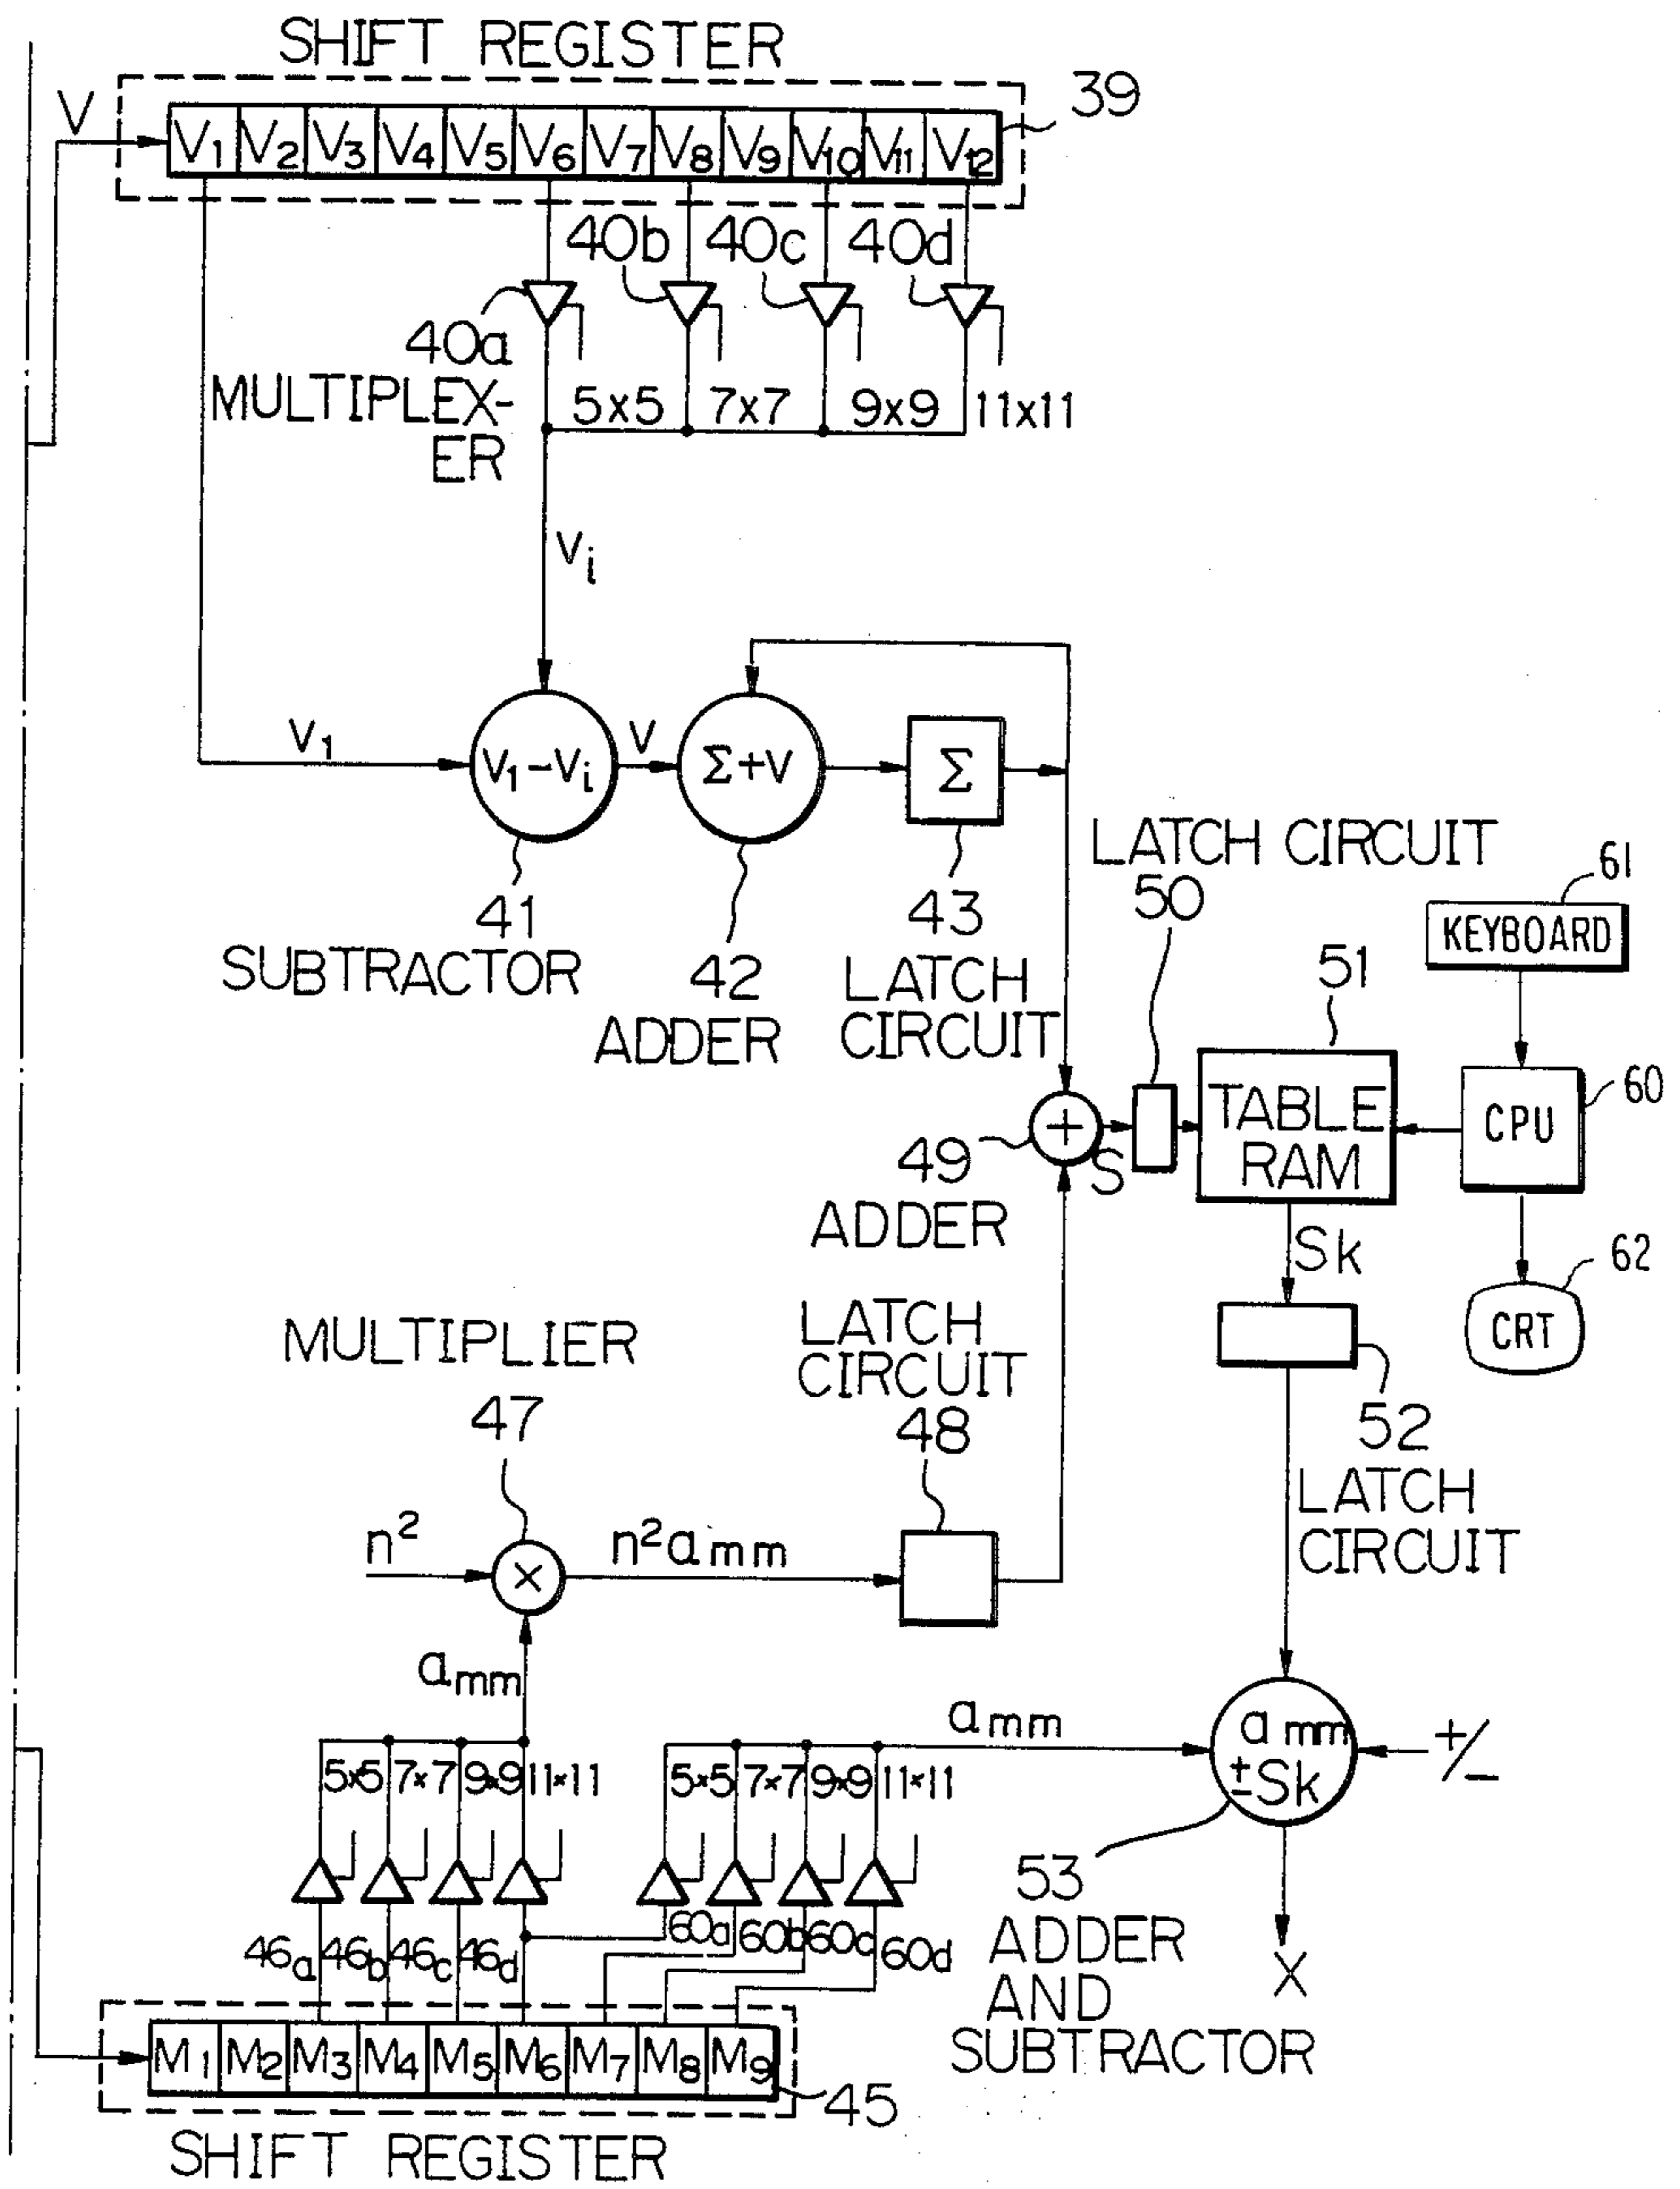 SHIFT REGISTER
39
V
V1 V2 V3 V4 V5 V6 V7 V8 V9 V10 V11 V12
40b 40c 40d
40a
MULTIPLEX-
ER
5x5 7x7 9x9 11x11
Vi
V1
V1-Vi
V
Σ+V
Σ
41
SUBTRACTOR
42
ADDER
43
LATCH
CIRCUIT
LATCH CIRCUIT
50
61
KEYBOARD
51
TABLE
RAM
CPU
60
+
S
49
ADDER
Sk
62
CRT
MULTIPLIER
47
LATCH
CIRCUIT
48
52
LATCH
CIRCUIT
n²
×
n²amm
amm
amm
amm
±Sk
+/-
5x5 7x7 9x9 11x11
5x5 7x7 9x9 11x11
46a 46b 46c 46d
60a 60b 60c 60d
53
ADDER
AND
SUBTRACTOR
X
M1 M2 M3 M4 M5 M6 M7 M8 M9
45
SHIFT REGISTER